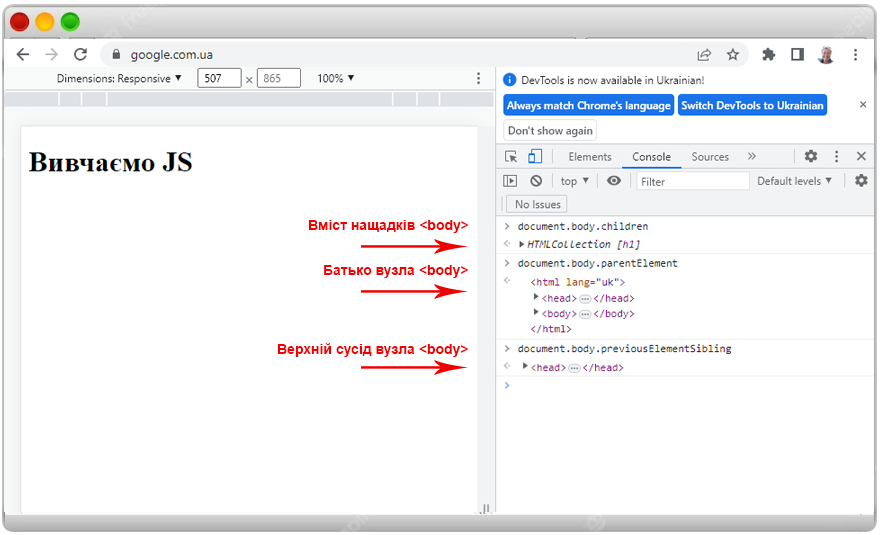 google.com.ua
Dimensions: Responsive ▼ 507 × 865 100% ▼
DevTools is now available in Ukrainian!
Always match Chrome's language Switch DevTools to Ukrainian ×
Don't show again
Elements Console Sources »
top ▼ Filter Default levels ▼
No Issues
Вивчаємо JS
Вміст нащадків <body>
Батько вузла <body>
Верхній сусід вузла <body>
> document.body.children
▶ HTMLCollection [h1]
> document.body.parentElement
<html lang="uk">
▶ <head>…</head>
▶ <body>…</body>
</html>
> document.body.previousElementSibling
▶ <head>…</head>
>